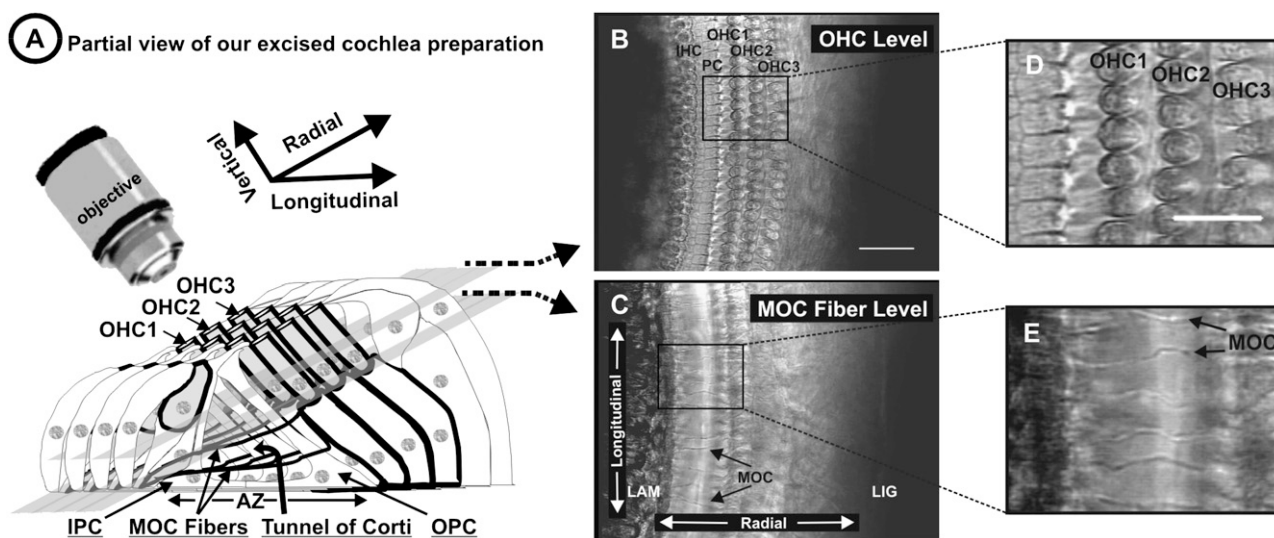 A Partial view of our excised cochlea preparation
objective
Vertical
Radial
Longitudinal
OHC3
OHC2
OHC1
AZ
IPC MOC Fibers Tunnel of Corti OPC
B OHC Level
OHC1
IHC OHC2
PC OHC3
C MOC Fiber Level
Longitudinal
MOC
LAM LIG
Radial
D
OHC1 OHC2 OHC3
E
MOC